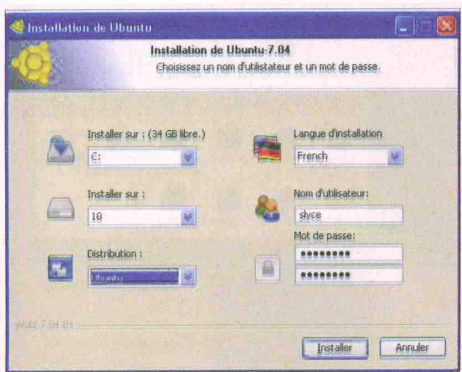 Installation de Ubuntu
Installation de Ubuntu-7.04
Choisissez un nom d'utilisateur et un mot de passe.
Installer sur : (34 GB libre.)
C:
Installer sur :
10
Distribution :
Ubuntu
Langue d'installation
French
Nom d'utilisateur:
slyce
Mot de passe:
••••••••
••••••••
Installer
Annuler